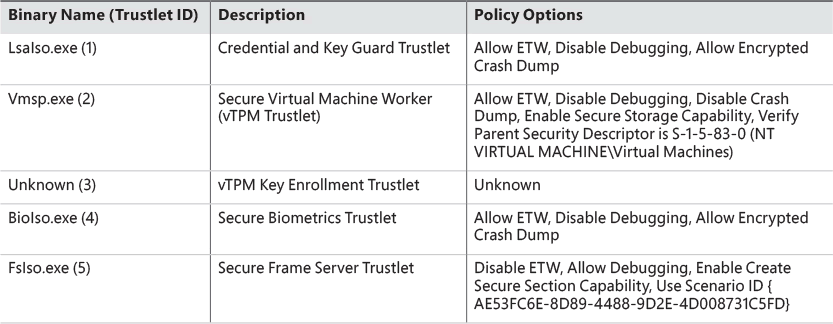 Binary Name (Trustlet ID) Description Policy Options
LsaIso.exe (1) Credential and Key Guard Trustlet Allow ETW, Disable Debugging, Allow Encrypted
Crash Dump
Vmsp.exe (2) Secure Virtual Machine Worker Allow ETW, Disable Debugging, Disable Crash
(vTPM Trustlet) Dump, Enable Secure Storage Capability, Verify
Parent Security Descriptor is S-1-5-83-0 (NT
VIRTUAL MACHINE\Virtual Machines)
Unknown (3) vTPM Key Enrollment Trustlet Unknown
BioIso.exe (4) Secure Biometrics Trustlet Allow ETW, Disable Debugging, Allow Encrypted
Crash Dump
FsIso.exe (5) Secure Frame Server Trustlet Disable ETW, Allow Debugging, Enable Create
Secure Section Capability, Use Scenario ID {
AE53FC6E-8D89-4488-9D2E-4D008731C5FD}